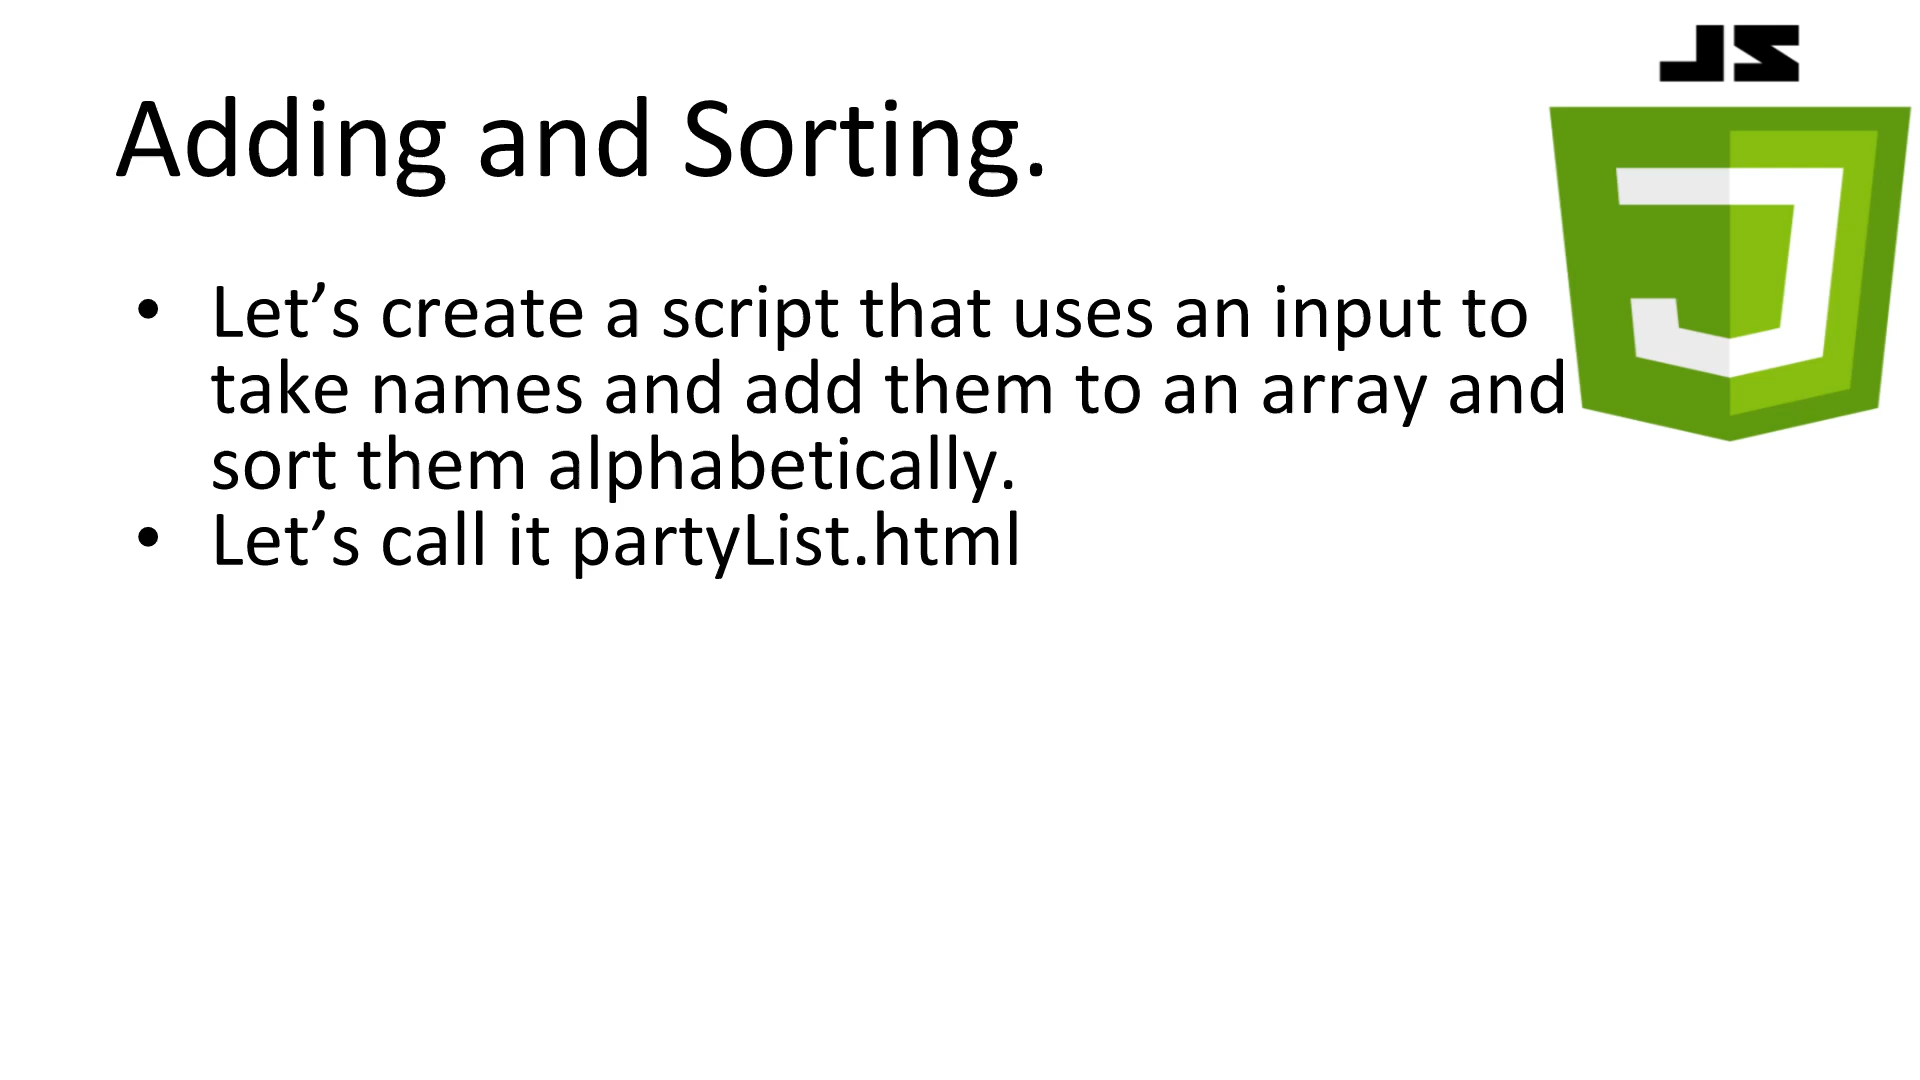 JS
Adding and Sorting.
• Let’s create a script that uses an input to
take names and add them to an array and
sort them alphabetically.
• Let’s call it partyList.html